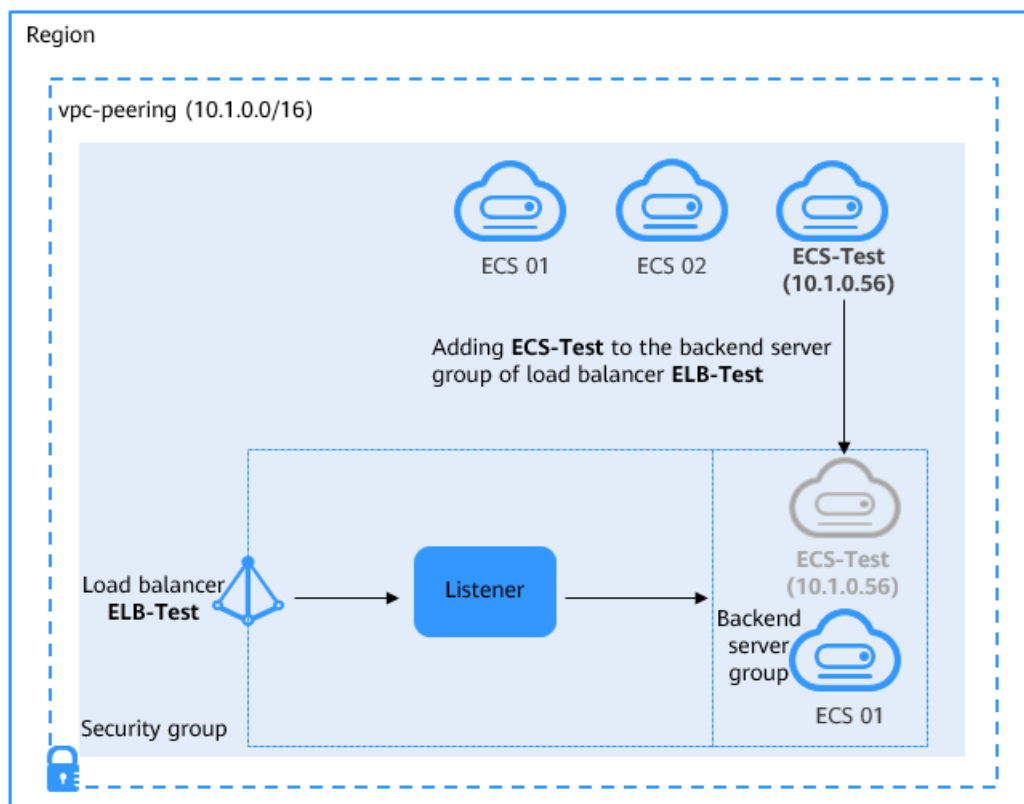 Region
vpc-peering (10.1.0.0/16)
ECS 01
ECS 02
ECS-Test
(10.1.0.56)
Adding ECS-Test to the backend server
group of load balancer ELB-Test
Load balancer
ELB-Test
Listener
ECS-Test
(10.1.0.56)
Backend
server
group
ECS 01
Security group